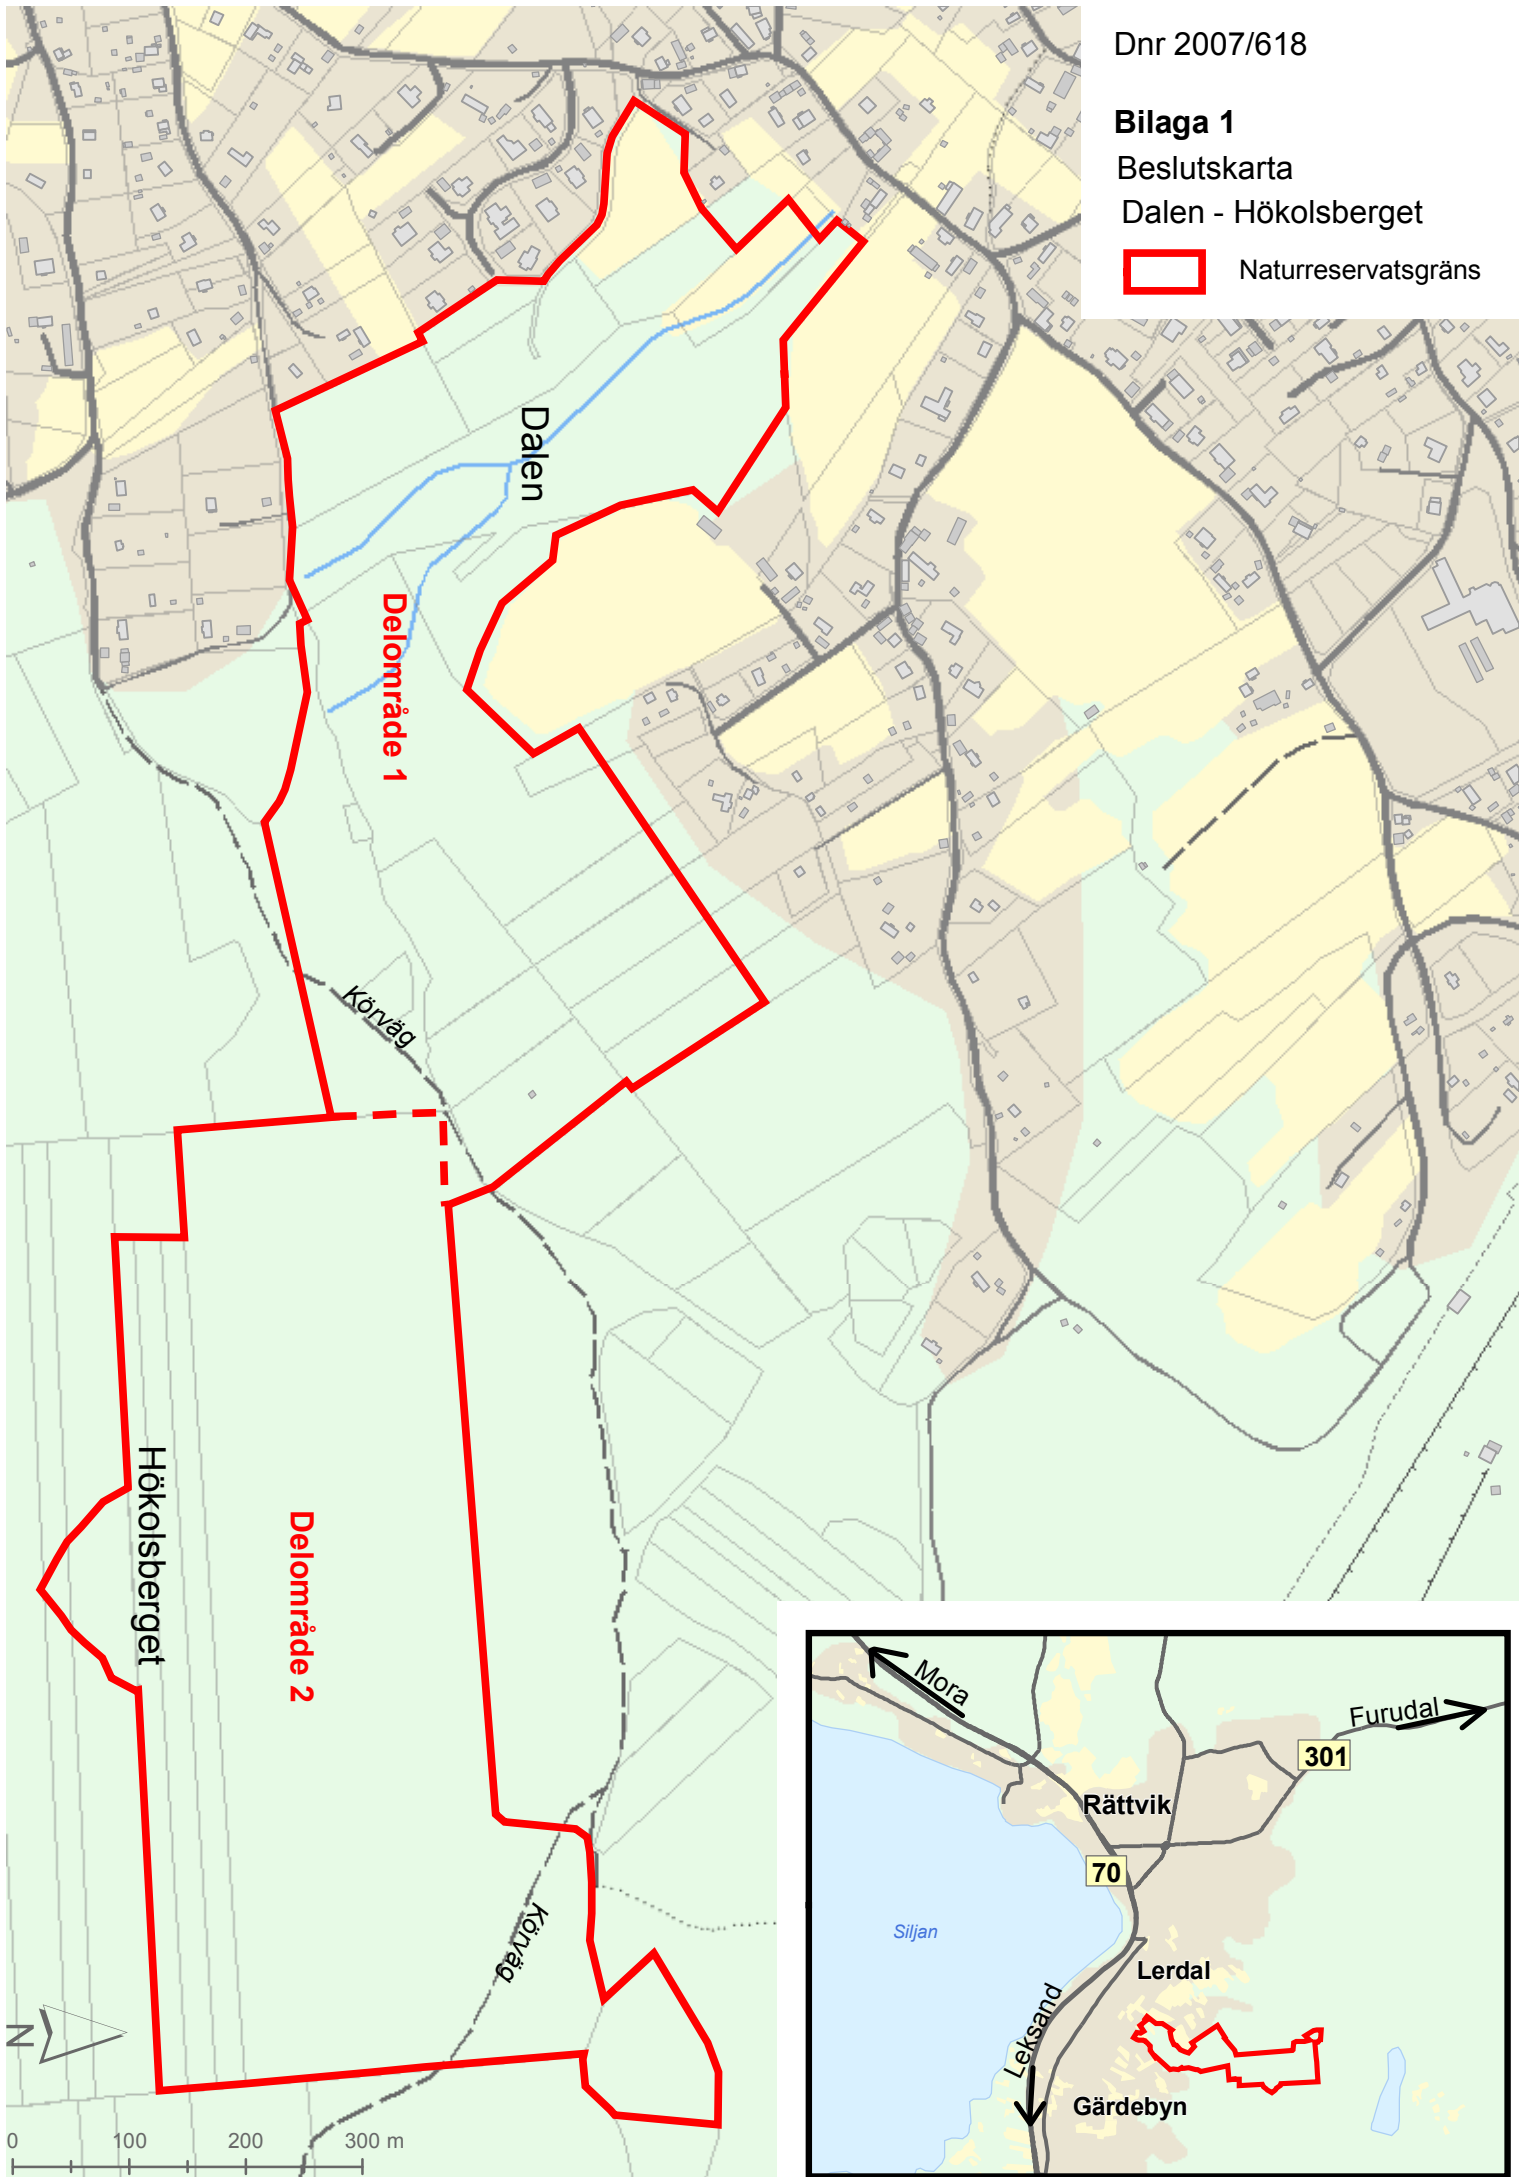 Dnr 2007/618
Bilaga 1
Beslutskarta
Dalen - Hökolsberget
Naturreservatsgräns
Dalen
Delområde 1
Körväg
Hökolsberget
Delområde 2
Körväg
N
0 100 200 300 m
Mora
Furudal
301
Rättvik
70
Siljan
Lerdal
Leksand
Gärdebyn